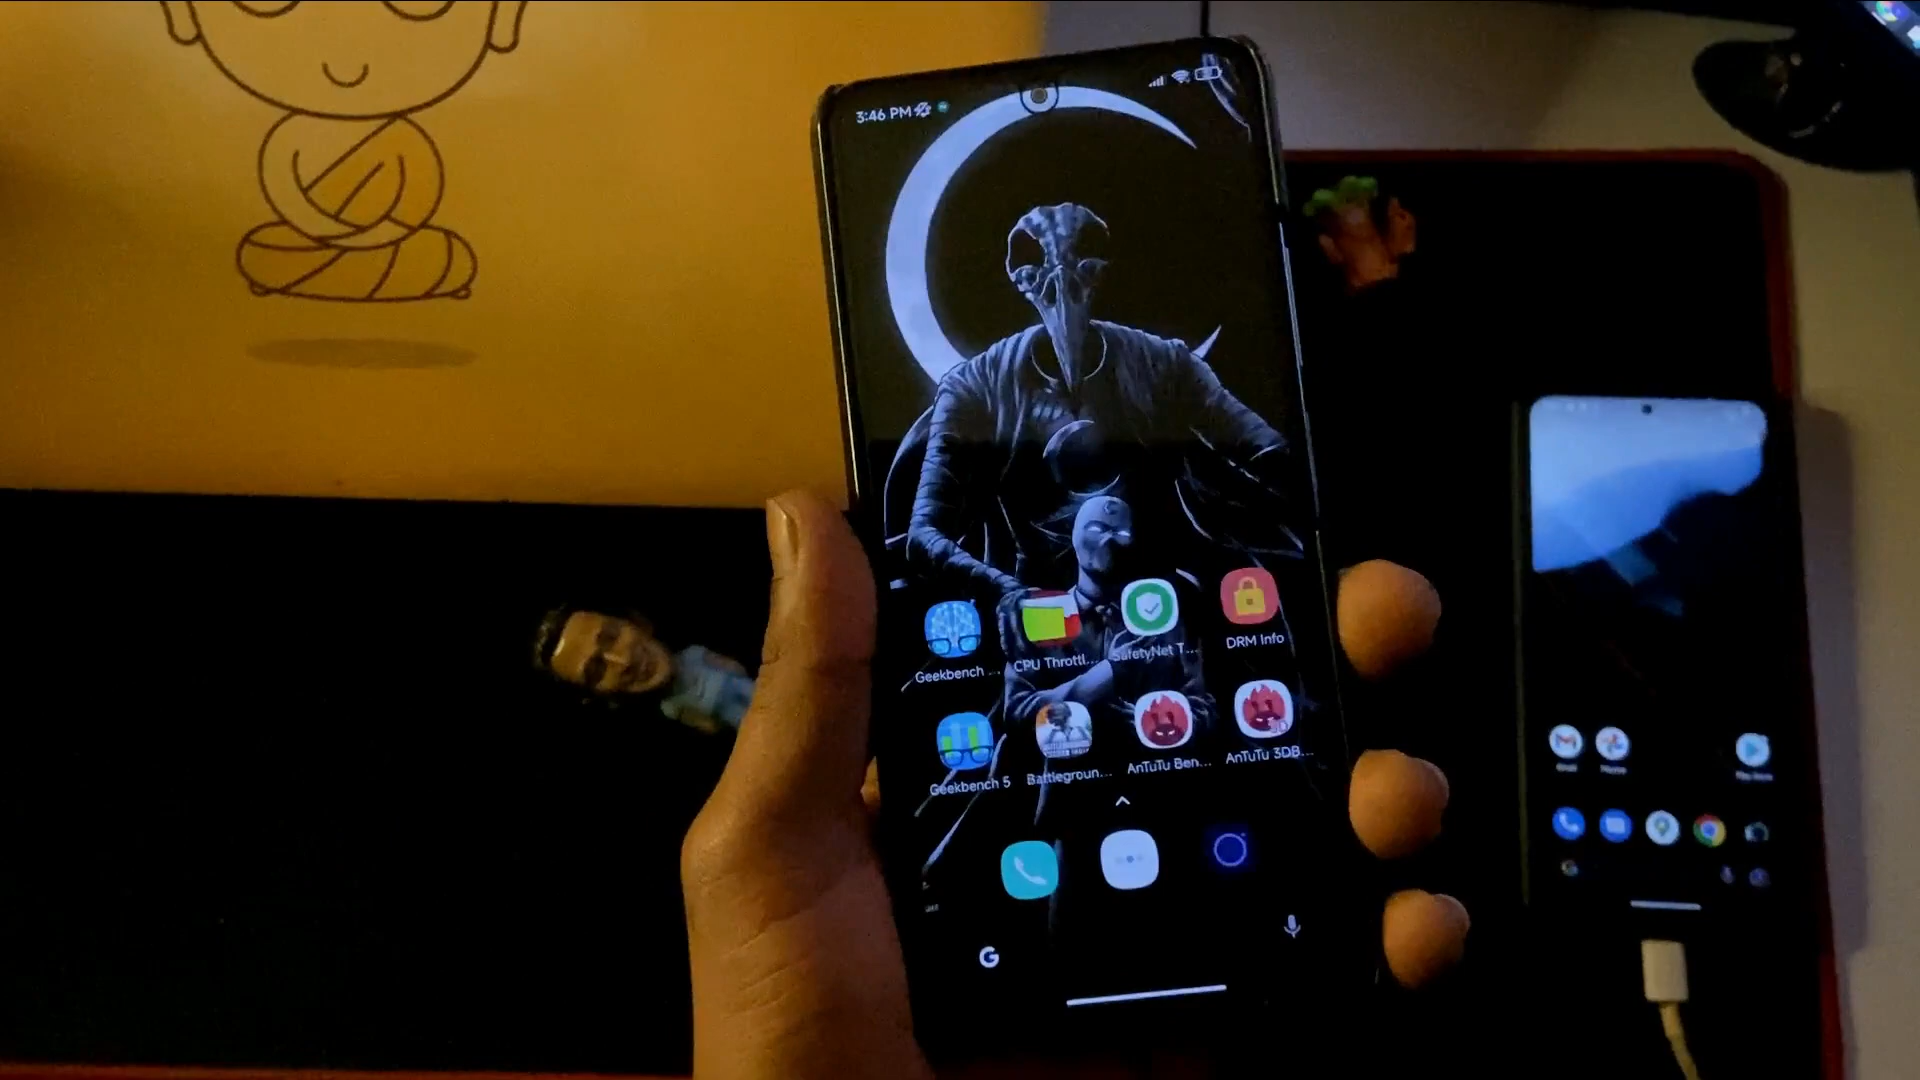 3:46 PM
Geekbench ...
CPU Throttl...
SafetyNet T...
DRM Info
Geekbench 5
Battlegroun...
AnTuTu Ben...
AnTuTu 3DB...
G